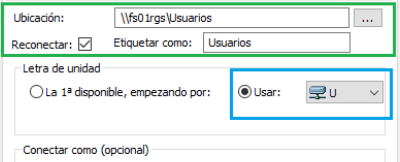 Ubicación: \\fs01rgs\Usuarios ...
Reconectar: Etiquetar como: Usuarios
Letra de unidad
La 1ª disponible, empezando por: Usar: U
Conectar como (opcional)